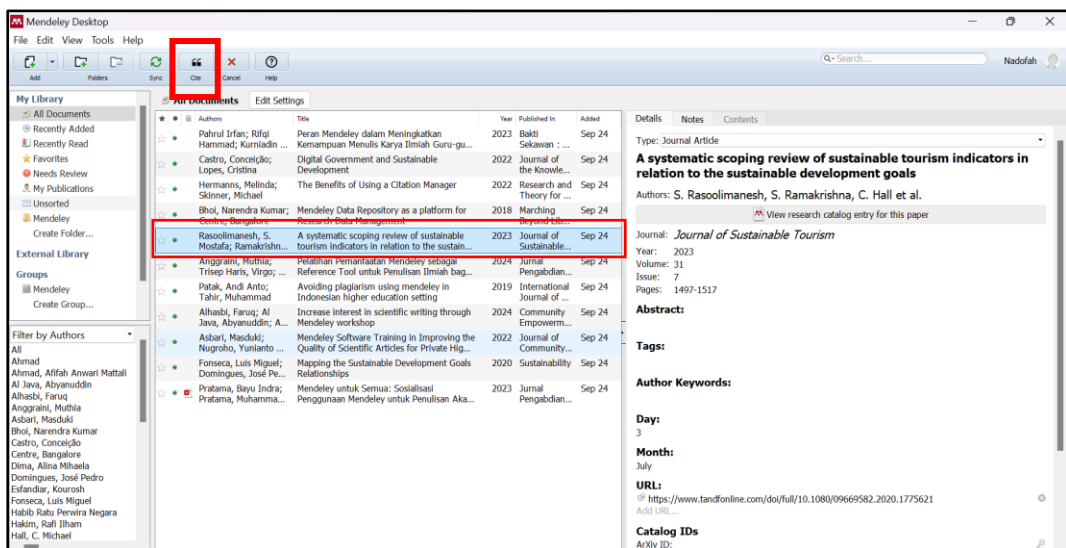 Mendeley Desktop
File Edit View Tools Help
Add Folders Sync Cite Cancel Help
Search...
Nadofah
My Library
All Documents
Recently Added
Recently Read
Favorites
Needs Review
My Publications
Unsorted
Mendeley
Create Folder...
External Library
Groups
Mendeley
Create Group...
Filter by Authors
All
Ahmad
Ahmad, Afifah Anwari Mattali
Al Java, Abyanuddin
Alhasbi, Faruq
Anggraini, Muthia
Asbari, Masduki
Bhoi, Narendra Kumar
Castro, Conceição
Centre, Bangalore
Dima, Alina Mihaela
Domingues, José Pedro
Esfandiar, Kourosh
Fonseca, Luis Miguel
Habib Ratu Perwira Negara
Hakim, Rafi Ilham
Hall, C. Michael
All Documents Edit Settings
Authors Title Year Published In Added
Pahrul Irfan; Rifqi Peran Mendeley dalam Meningkatkan 2023 Bakti Sep 24
Hammad; Kurniadin ... Kemampuan Menulis Karya Ilmiah Guru-gu... Sekawan : ...
Castro, Conceição; Digital Government and Sustainable 2022 Journal of Sep 24
Lopes, Cristina Development the Knowle...
Hermanns, Melinda; The Benefits of Using a Citation Manager 2022 Research and Sep 24
Skinner, Michael Theory for ...
Bhoi, Narendra Kumar; Mendeley Data Repository as a platform for 2018 Marching Sep 24
Centre, Bangalore Research Data Management Beyond Lib...
Rasoolimanesh, S. A systematic scoping review of sustainable 2023 Journal of Sep 24
Mostafa; Ramakrishn... tourism indicators in relation to the sustain... Sustainable...
Anggraini, Muthia; Pelatihan Pemanfaatan Mendeley sebagai 2024 Jurnal Sep 24
Trisep Haris, Virgo; ... Reference Tool untuk Penulisan Ilmiah bag... Pengabdian...
Patak, Andi Anto; Avoiding plagiarism using mendeley in 2019 International Sep 24
Tahir, Muhammad Indonesian higher education setting Journal of ...
Alhasbi, Faruq; Al Increase interest in scientific writing through 2024 Community Sep 24
Java, Abyanuddin; A... Mendeley workshop Empowerm...
Asbari, Masduki; Mendeley Software Training in Improving the 2022 Journal of Sep 24
Nugroho, Yunianto ... Quality of Scientific Articles for Private Hig... Community...
Fonseca, Luis Miguel; Mapping the Sustainable Development Goals 2020 Sustainability Sep 24
Domingues, José Pe... Relationships
Pratama, Bayu Indra; Mendeley untuk Semua: Sosialisasi 2023 Jurnal Sep 24
Pratama, Muhamma... Penggunaan Mendeley untuk Penulisan Aka... Pengabdian...
Details Notes Contents
Type: Journal Article
A systematic scoping review of sustainable tourism indicators in
relation to the sustainable development goals
Authors: S. Rasoolimanesh, S. Ramakrishna, C. Hall et al.
View research catalog entry for this paper
Journal: Journal of Sustainable Tourism
Year: 2023
Volume: 31
Issue: 7
Pages: 1497-1517
Abstract:
Tags:
Author Keywords:
Day:
3
Month:
July
URL:
https://www.tandfonline.com/doi/full/10.1080/09669582.2020.1775621
Add URL...
Catalog IDs
ArXiv ID: